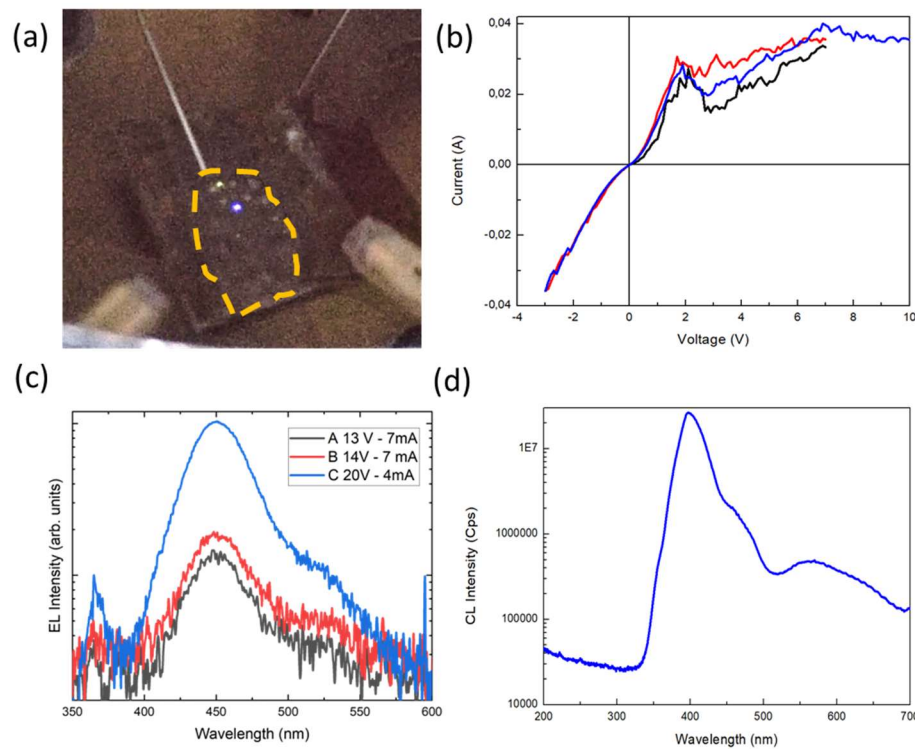 (a)
(b)
0,04
0,02
0,00
-0,02
-0,04
Current (A)
-4 -2 0 2 4 6 8 10
Voltage (V)
(c)
A 13 V - 7mA
B 14V - 7 mA
C 20V - 4mA
EL Intensity (arb. units)
350 400 450 500 550 600
Wavelength (nm)
(d)
1E7
1000000
100000
10000
CL Intensity (Cps)
200 300 400 500 600 700
Wavelength (nm)